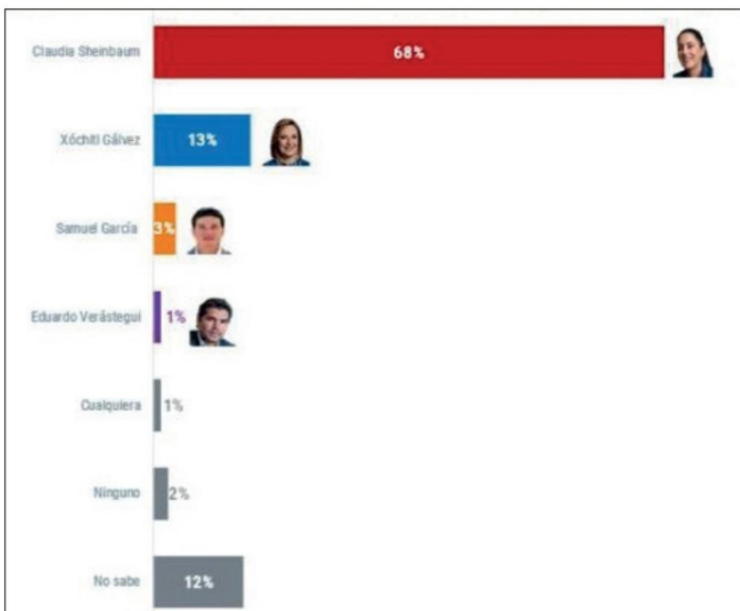 Claudia Sheinbaum 68%
Xóchitl Gálvez 13%
Samuel García 3%
Eduardo Verástegui 1%
Cualquiera 1%
Ninguno 2%
No sabe 12%